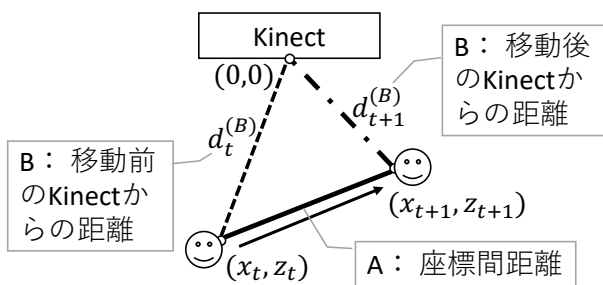 Kinect
(0,0)
B： 移動後
のKinectか
らの距離
d_{t+1}^{(B)}
d_t^{(B)}
B： 移動前
のKinectか
らの距離
(x_{t+1}, z_{t+1})
(x_t, z_t)
A： 座標間距離